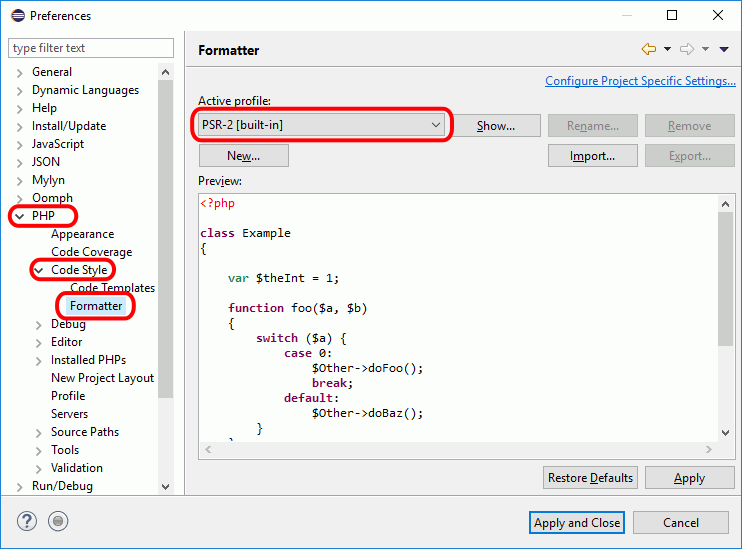 Preferences
type filter text
General
Dynamic Languages
Help
Install/Update
JavaScript
JSON
Mylyn
Oomph
PHP
Appearance
Code Coverage
Code Style
Code Templates
Formatter
Debug
Editor
Installed PHPs
New Project Layout
Profile
Servers
Source Paths
Tools
Validation
Run/Debug
Formatter
Configure Project Specific Settings...
Active profile:
PSR-2 [built-in]
Show...
Rename...
Remove
New...
Import...
Export...
Preview:
<?php
class Example
{
var $theInt = 1;
function foo($a, $b)
{
switch ($a) {
case 0:
$Other->doFoo();
break;
default:
$Other->doBaz();
}
}
Restore Defaults
Apply
?
Apply and Close
Cancel